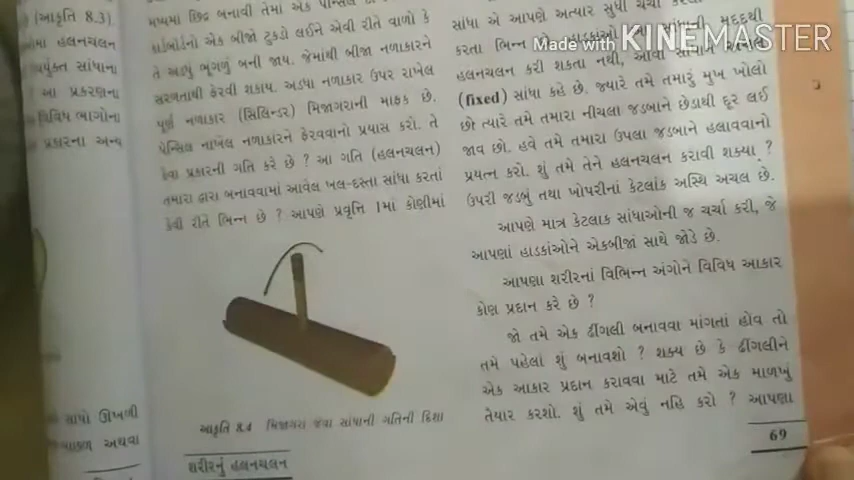 (આકૃતિ 8.3).
હલનચલન
સાંધાના
આ પ્રકરણના
વિવિધ ભાગોના
પ્રકારના અન્ય
સાંધો ઊખળી
અથવા
મધ્યમાં છિદ્ર બનાવી તેમાં એક પેન્સિલ
કાર્ડબોર્ડનો એક બીજો ટુકડો લઈને એવી રીતે વાળો કે
તે અડધું ભૂંગળું બની જાય. જેમાંથી બીજા નળાકારને
સરળતાથી ફેરવી શકાય. અડધા નળાકાર ઉપર રાખેલ
પૂર્ણ નળાકાર (સિલિન્ડર) મિજાગરાની માફક છે.
પેન્સિલ નાખેલ નળાકારને ફેરવવાનો પ્રયાસ કરો. તે
કેવા પ્રકારની ગતિ કરે છે ? આ ગતિ (હલનચલન)
તમારા દ્વારા બનાવવામાં આવેલ ખલ-દસ્તા સાંધા કરતાં
કેવી રીતે ભિન્ન છે ? આપણે પ્રવૃત્તિ 1માં કોણીમાં
આકૃતિ 8.4 મિજાગરા જેવા સાંધાની ગતિની દિશા
શરીરનું હલનચલન
સાંધા એ આપણે અત્યાર સુધી ચર્ચા
કરતા ભિન્ન
હલનચલન કરી શકતા નથી, આવા સાંધાને
(fixed) સાંધા કહે છે. જ્યારે તમે તમારું મુખ ખોલો
છો ત્યારે તમે તમારા નીચલા જડબાને છેડાથી દૂર લઈ
જાવ છો. હવે તમે તમારા ઉપલા જડબાને હલાવવાનો
પ્રયત્ન કરો. શું તમે તેને હલનચલન કરાવી શક્યા ?
ઉપરી જડબું તથા ખોપરીનાં કેટલાંક અસ્થિ અચલ છે.
આપણે માત્ર કેટલાક સાંધાઓની જ ચર્ચા કરી, જે
આપણાં હાડકાંઓને એકબીજાં સાથે જોડે છે.
આપણા શરીરનાં વિભિન્ન અંગોને વિવિધ આકાર
કોણ પ્રદાન કરે છે ?
જો તમે એક ઢીંગલી બનાવવા માંગતાં હોવ તો
તમે પહેલાં શું બનાવશો ? શક્ય છે કે ઢીંગલીને
એક આકાર પ્રદાન કરાવવા માટે તમે એક માળખું
તૈયાર કરશો. શું તમે એવું નહિ કરો ? આપણા
69
Made with KINEMASTER